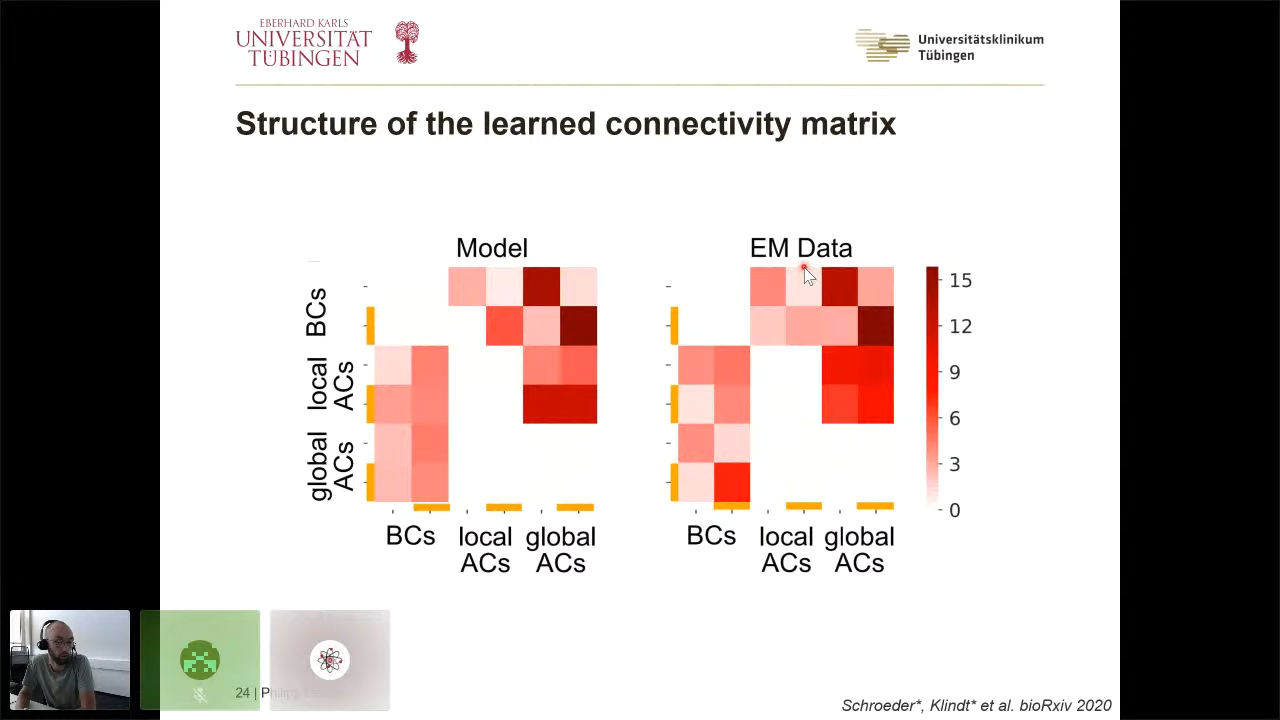 EBERHARD KARLS
UNIVERSITÄT
TÜBINGEN
Universitätsklinikum
Tübingen
Structure of the learned connectivity matrix
Model
EM Data
BCs
local
ACs
global
ACs
BCs
local
ACs
global
ACs
BCs
local
ACs
global
ACs
15
12
9
6
3
0
24 | Philipp
Schroeder*, Klindt* et al. bioRxiv 2020